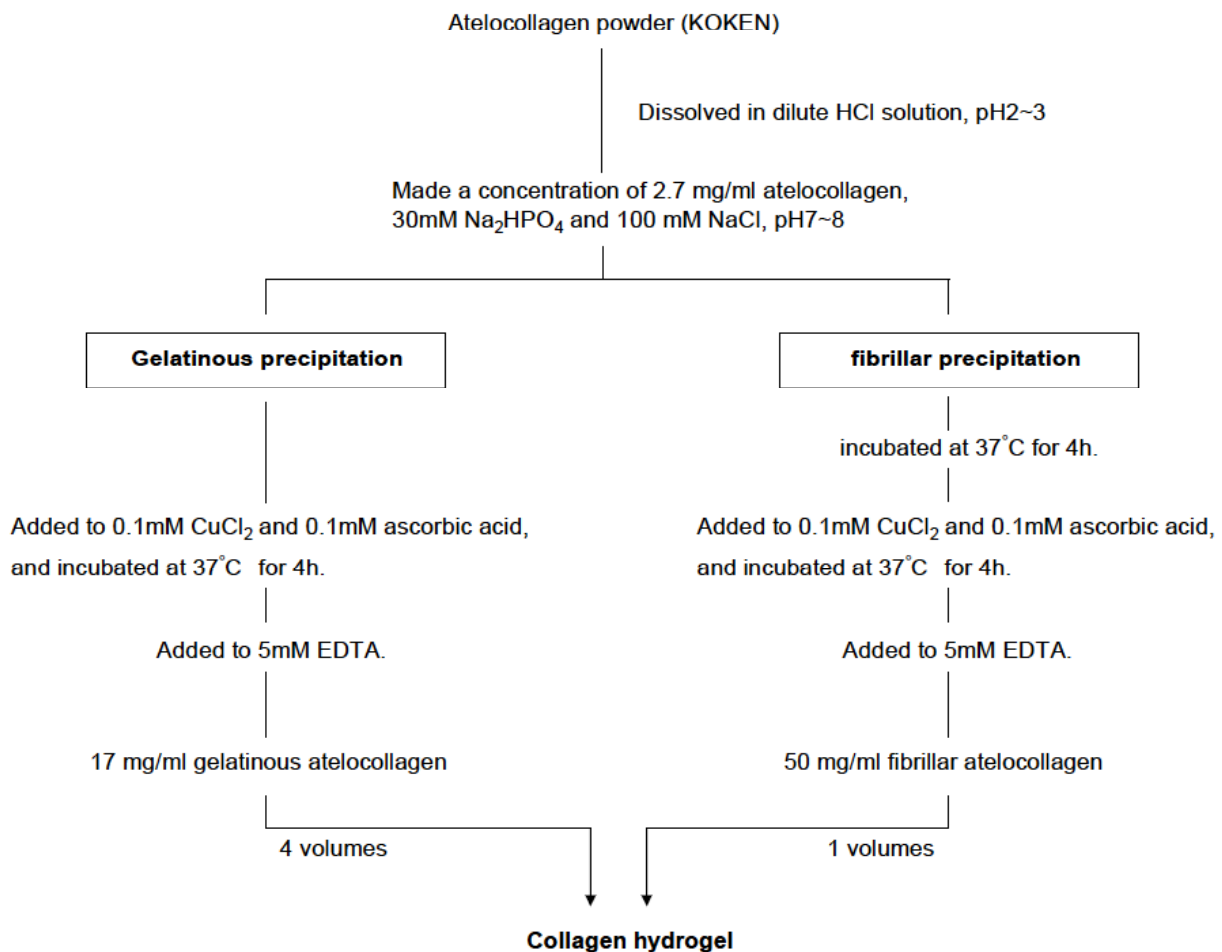 Atelocollagen powder (KOKEN)
Dissolved in dilute HCl solution, pH2~3
Made a concentration of 2.7 mg/ml atelocollagen,
30mM Na₂HPO₄ and 100 mM NaCl, pH7~8
Gelatinous precipitation
fibrillar precipitation
incubated at 37°C for 4h.
Added to 0.1mM CuCl₂ and 0.1mM ascorbic acid,
and incubated at 37°C for 4h.
Added to 0.1mM CuCl₂ and 0.1mM ascorbic acid,
and incubated at 37°C for 4h.
Added to 5mM EDTA.
Added to 5mM EDTA.
17 mg/ml gelatinous atelocollagen
50 mg/ml fibrillar atelocollagen
4 volumes
1 volumes
Collagen hydrogel